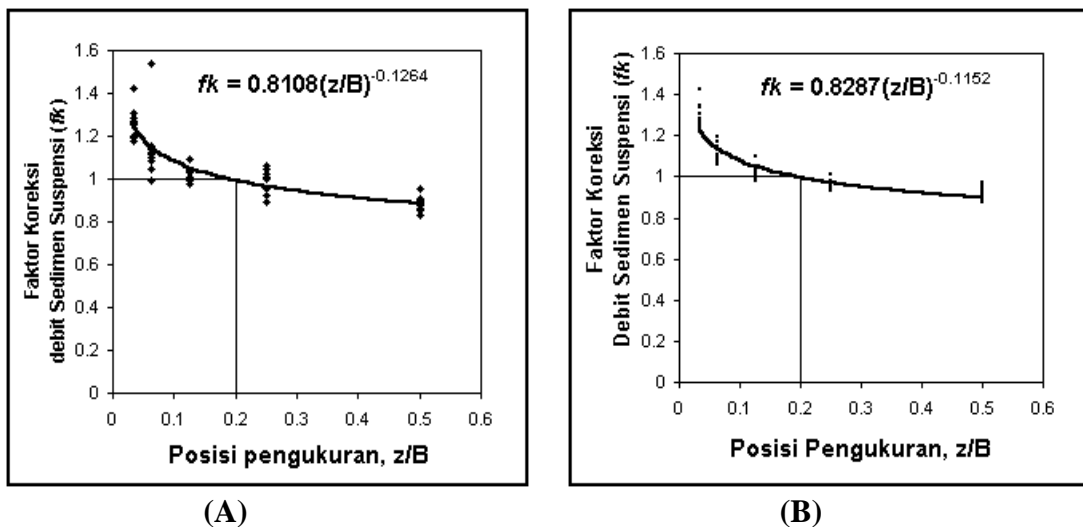 fk = 0.8108(z/B)^-0.1264
Faktor Koreksi
debit Sedimen Suspensi (fk)
1.6
1.4
1.2
1
0.8
0.6
0.4
0.2
0
0 0.1 0.2 0.3 0.4 0.5 0.6
Posisi pengukuran, z/B
(A)
fk = 0.8287(z/B)^-0.1152
Faktor Koreksi
Debit Sedimen Suspensi (fk)
1.6
1.4
1.2
1
0.8
0.6
0.4
0.2
0
0 0.1 0.2 0.3 0.4 0.5 0.6
Posisi Pengukuran, z/B
(B)